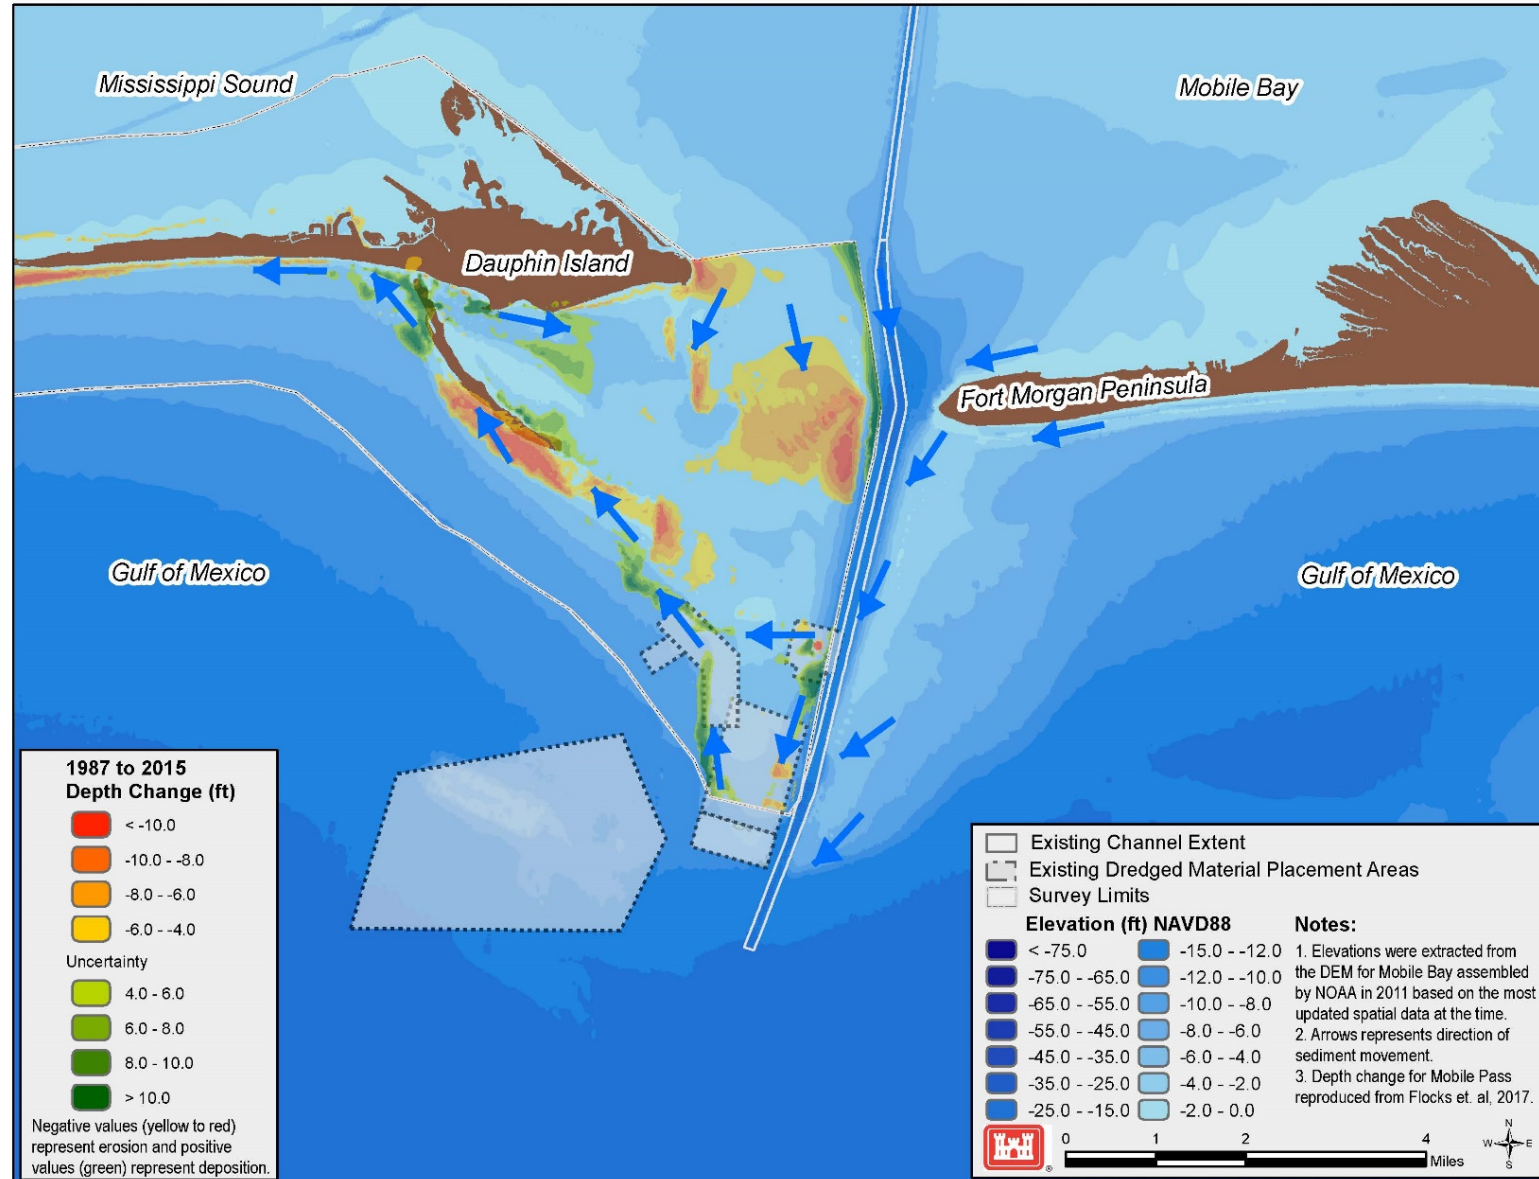 Mississippi Sound
Mobile Bay
Dauphin Island
Fort Morgan Peninsula
Gulf of Mexico
Gulf of Mexico
1987 to 2015
Depth Change (ft)
< -10.0
-10.0 - -8.0
-8.0 - -6.0
-6.0 - -4.0
Uncertainty
4.0 - 6.0
6.0 - 8.0
8.0 - 10.0
> 10.0
Negative values (yellow to red)
represent erosion and positive
values (green) represent deposition.
Existing Channel Extent
Existing Dredged Material Placement Areas
Survey Limits
Elevation (ft) NAVD88
< -75.0
-75.0 - -65.0
-65.0 - -55.0
-55.0 - -45.0
-45.0 - -35.0
-35.0 - -25.0
-25.0 - -15.0
-15.0 - -12.0
-12.0 - -10.0
-10.0 - -8.0
-8.0 - -6.0
-6.0 - -4.0
-4.0 - -2.0
-2.0 - 0.0
Notes:
1. Elevations were extracted from
the DEM for Mobile Bay assembled
by NOAA in 2011 based on the most
updated spatial data at the time.
2. Arrows represents direction of
sediment movement.
3. Depth change for Mobile Pass
reproduced from Flocks et. al, 2017.
®
0 1 2 4
Miles
N
W E
S